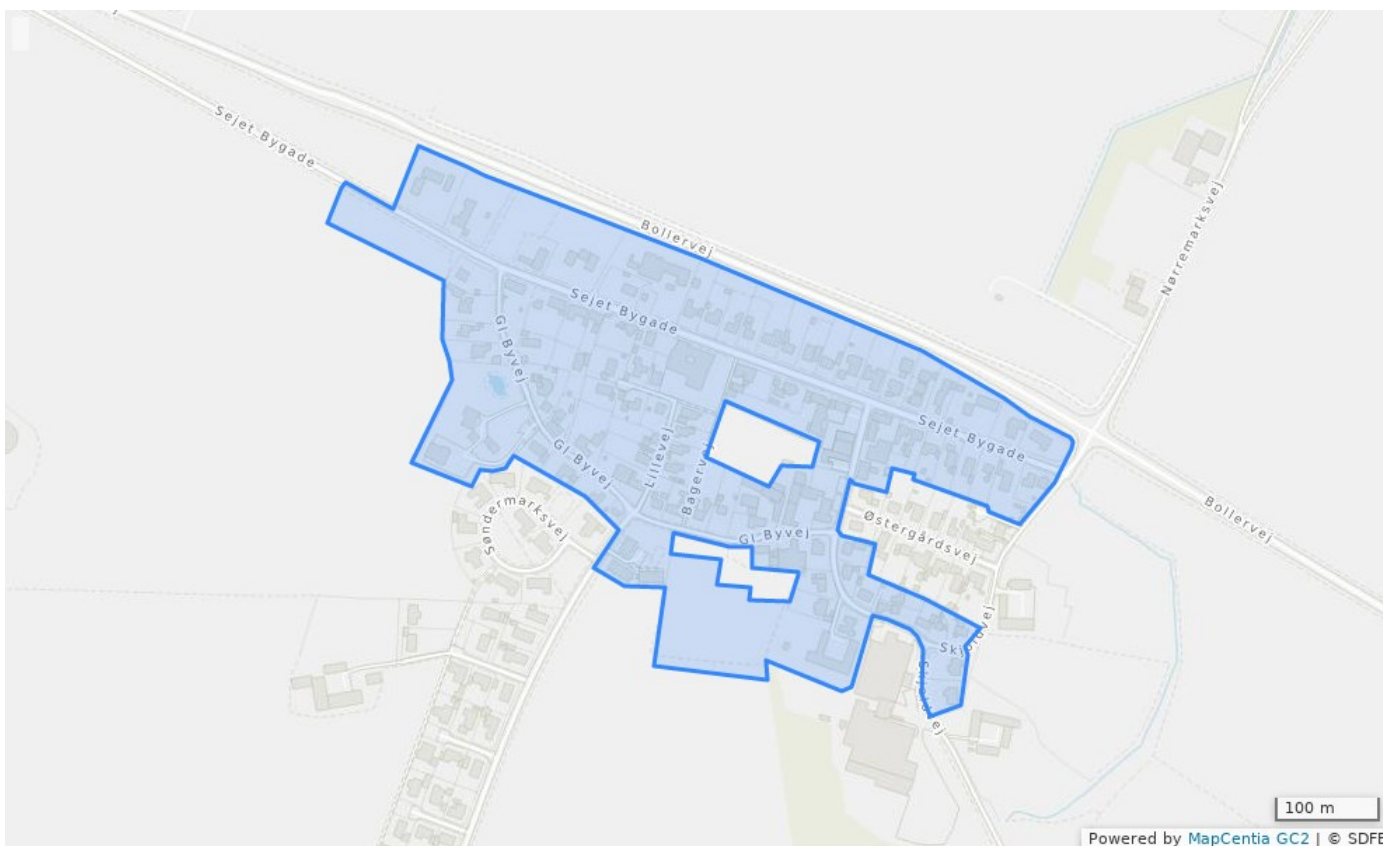 Sejet Bygade
Bollervej
Nørremarksvej
Sejet Bygade
Gl Byvej
Sejet Bygade
Lillevej
Bagervej
Gl Byvej
Bollervej
Søndermarksvej
Østergårdsvej
Gl Byvej
Skjoldvej
Skjoldvej
100 m
Powered by MapCentia GC2 | © SDFE